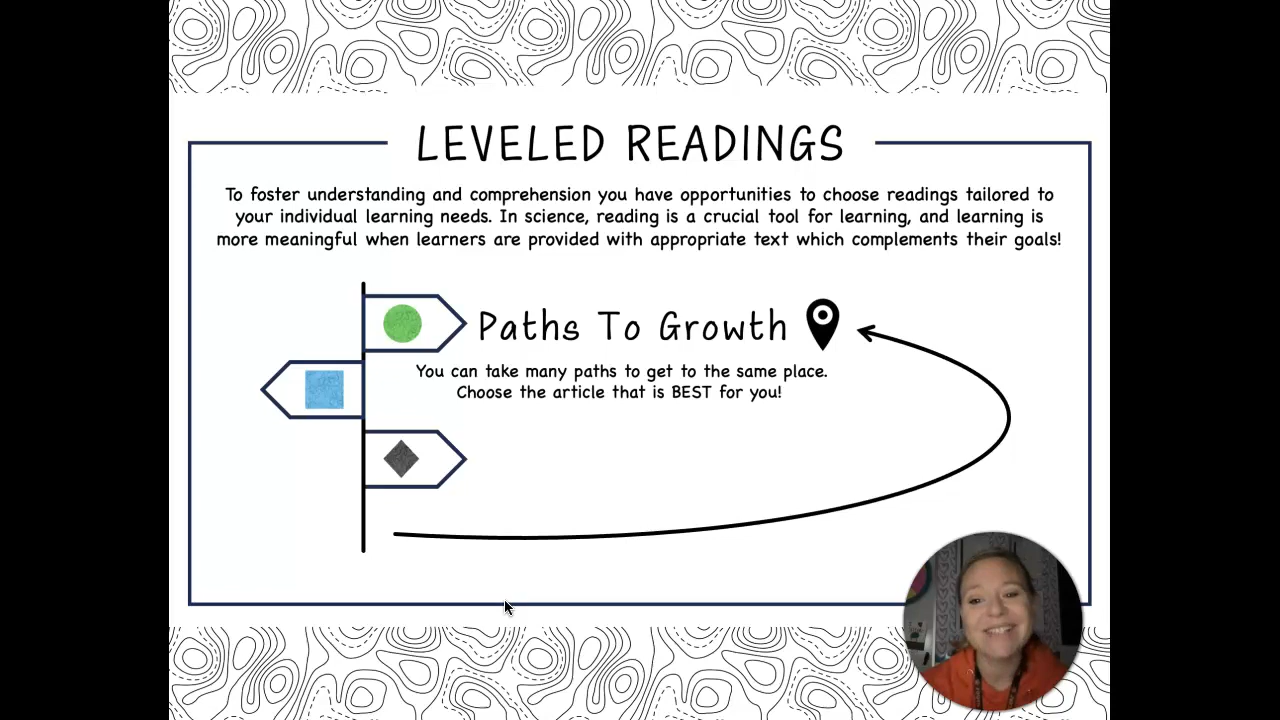 LEVELED READINGS
To foster understanding and comprehension you have opportunities to choose readings tailored to
your individual learning needs. In science, reading is a crucial tool for learning, and learning is
more meaningful when learners are provided with appropriate text which complements their goals!
Paths To Growth
You can take many paths to get to the same place.
Choose the article that is BEST for you!